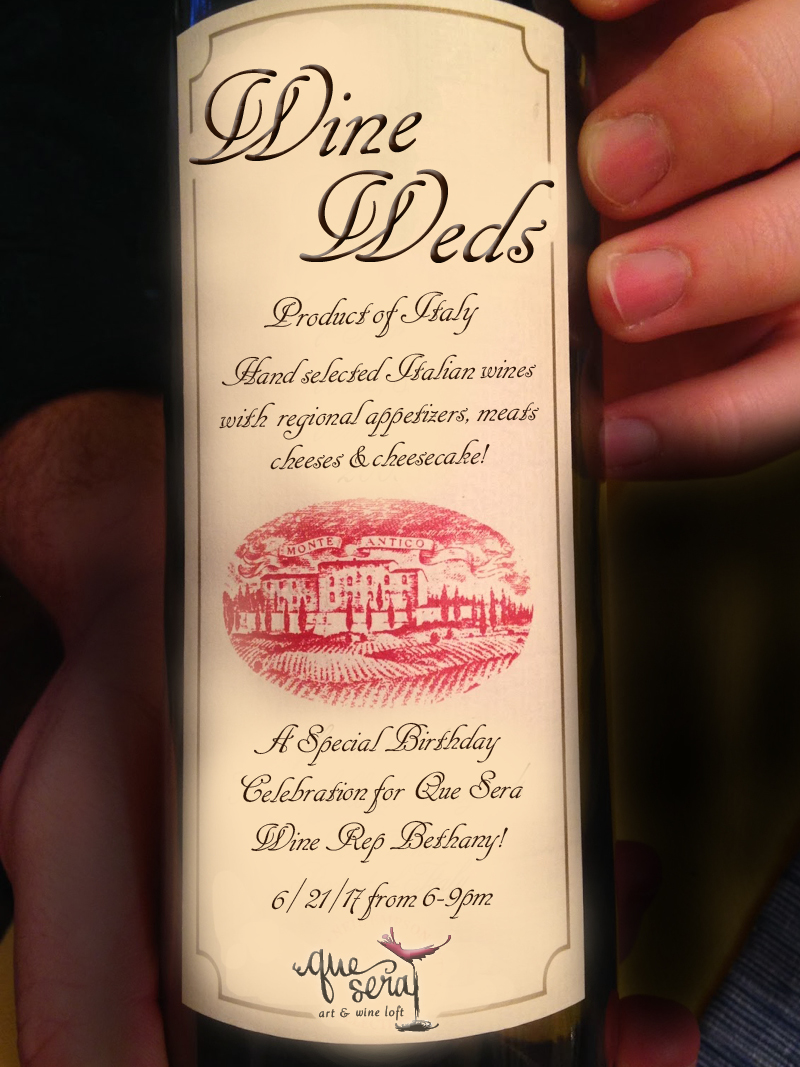 Wine
Weds
Product of Italy
Hand selected Italian wines
with regional appetizers, meats
cheeses & cheesecake!
MONTE ANTICO
A Special Birthday
Celebration for Que Sera
Wine Rep Bethany!
6/21/17 from 6-9pm
que
sera
art & wine loft